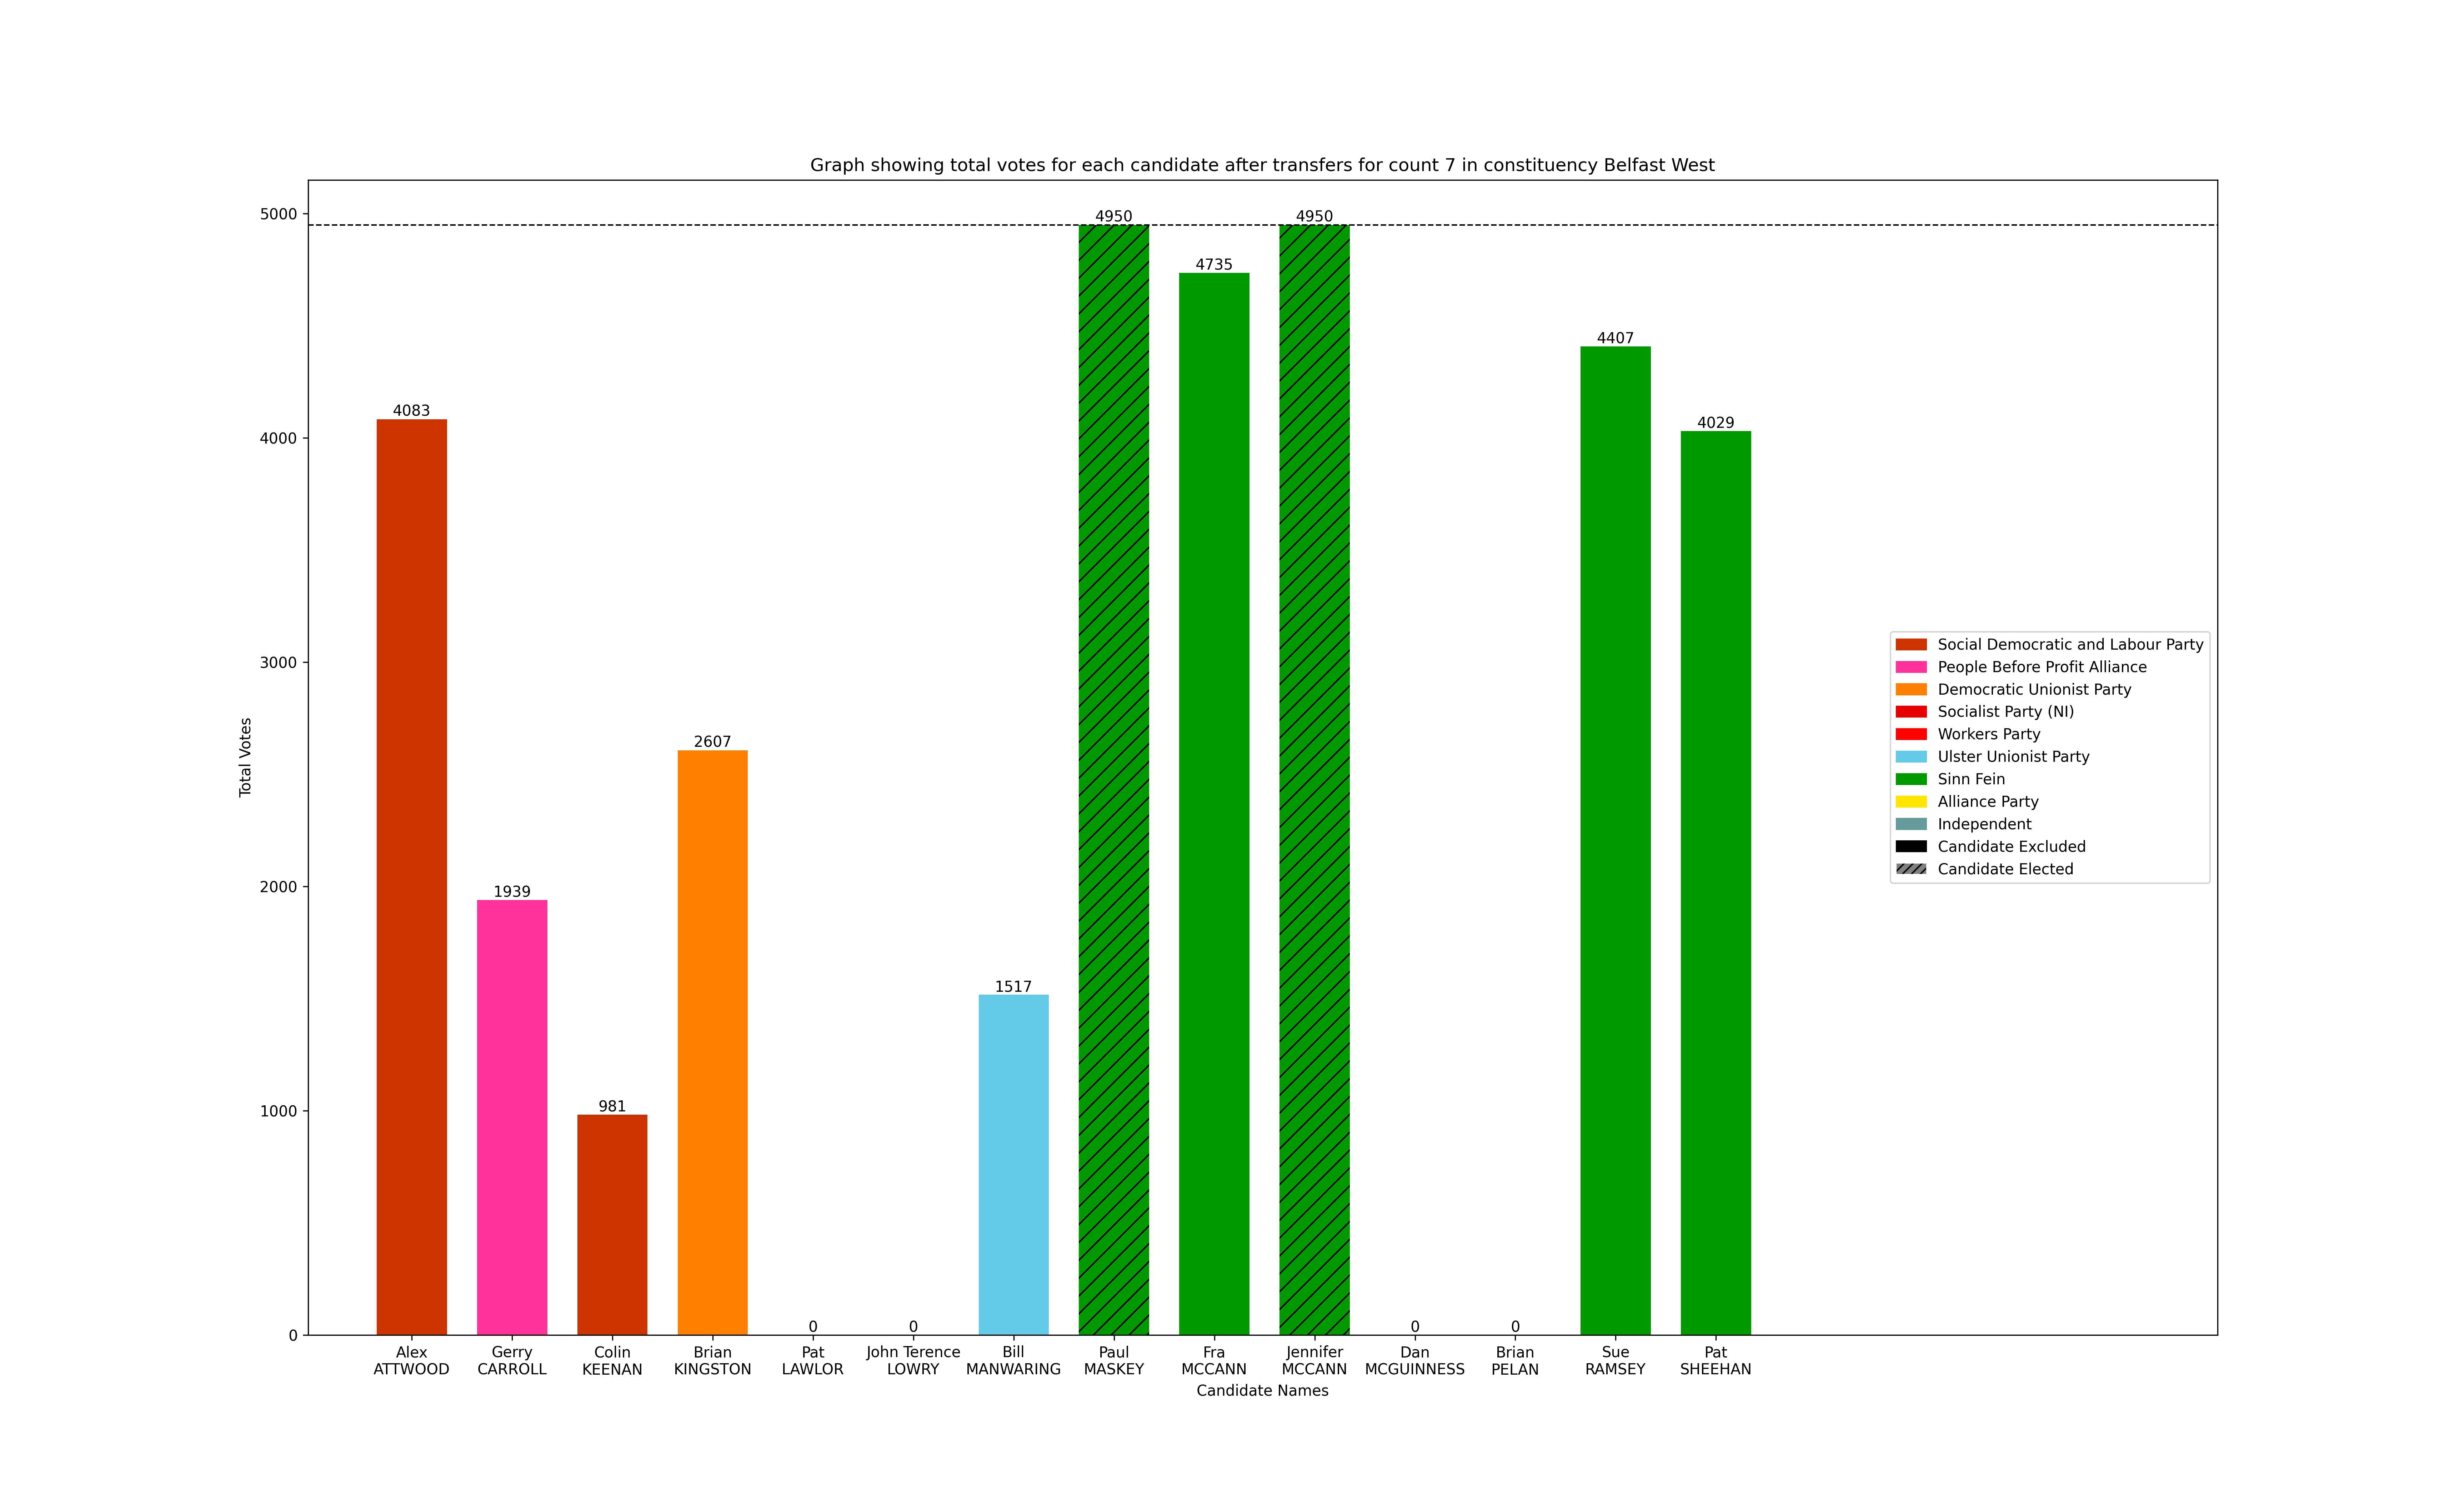 Graph showing total votes for each candidate after transfers for count 7 in constituency Belfast West
Total Votes
5000
4000
3000
2000
1000
0
4083
1939
981
2607
0
0
1517
4950
4735
4950
0
0
4407
4029
Alex
ATTWOOD
Gerry
CARROLL
Colin
KEENAN
Brian
KINGSTON
Pat
LAWLOR
John Terence
LOWRY
Bill
MANWARING
Paul
MASKEY
Fra
MCCANN
Jennifer
MCCANN
Dan
MCGUINNESS
Brian
PELAN
Sue
RAMSEY
Pat
SHEEHAN
Candidate Names
Social Democratic and Labour Party
People Before Profit Alliance
Democratic Unionist Party
Socialist Party (NI)
Workers Party
Ulster Unionist Party
Sinn Fein
Alliance Party
Independent
Candidate Excluded
Candidate Elected